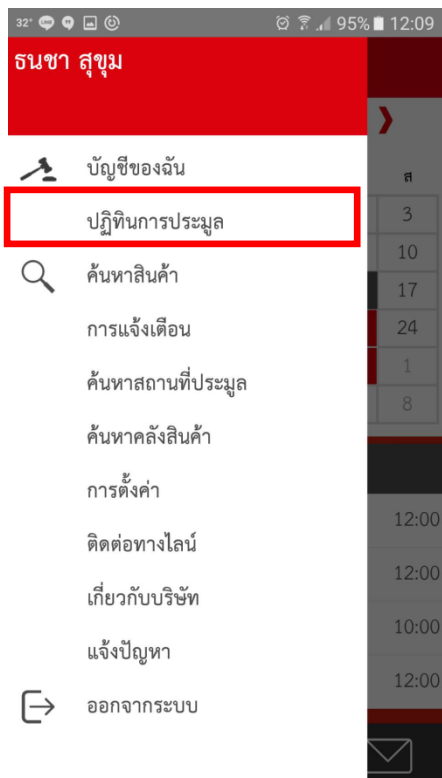 32° 95% 12:09
ธนชา สุขุม
บัญชีของฉัน
ส
ปฏิทินการประมูล
3
10
ค้นหาสินค้า
17
การแจ้งเตือน
24
1
ค้นหาสถานที่ประมูล
8
ค้นหาคลังสินค้า
การตั้งค่า
12:00
ติดต่อทางไลน์
12:00
เกี่ยวกับบริษัท
10:00
แจ้งปัญหา
12:00
ออกจากระบบ